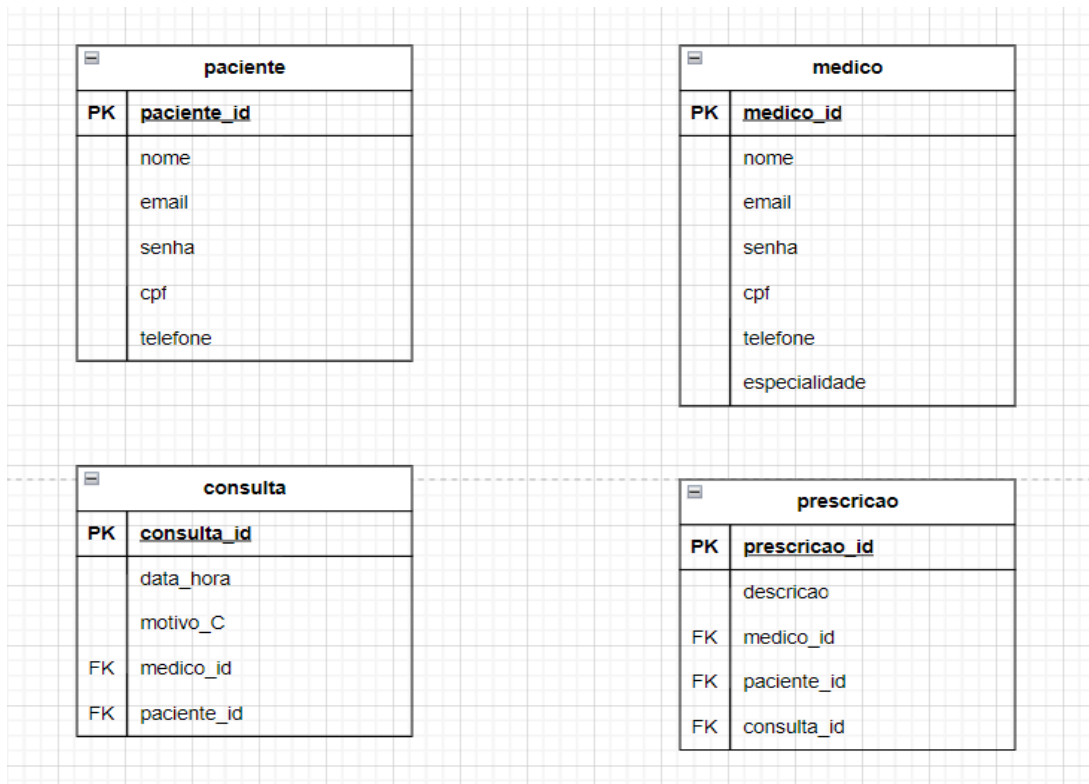 paciente
PK paciente_id
nome
email
senha
cpf
telefone
medico
PK medico_id
nome
email
senha
cpf
telefone
especialidade
consulta
PK consulta_id
data_hora
motivo_C
FK medico_id
FK paciente_id
prescricao
PK prescricao_id
descricao
FK medico_id
FK paciente_id
FK consulta_id